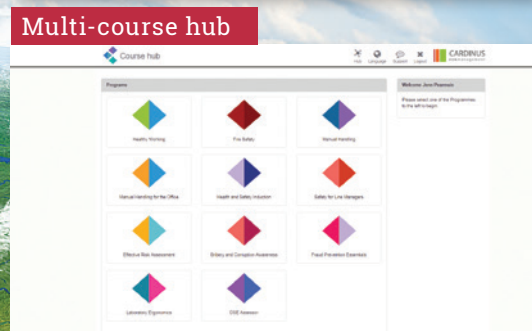 Multi-course hub
Course hub
Help
Language
Support
Logout
CARDINUS
Programs
Welcome
Please select one of the Programmes
to the left to begin
Healthy Working
Fire Safety
Manual Handling
Manual Handling for the Office
Health and Safety Induction
Safety for Line Managers
Effective Risk Assessment
Bribery and Corruption Awareness
Fraud Prevention Essentials
Laboratory Ergonomics
DSE Assessor